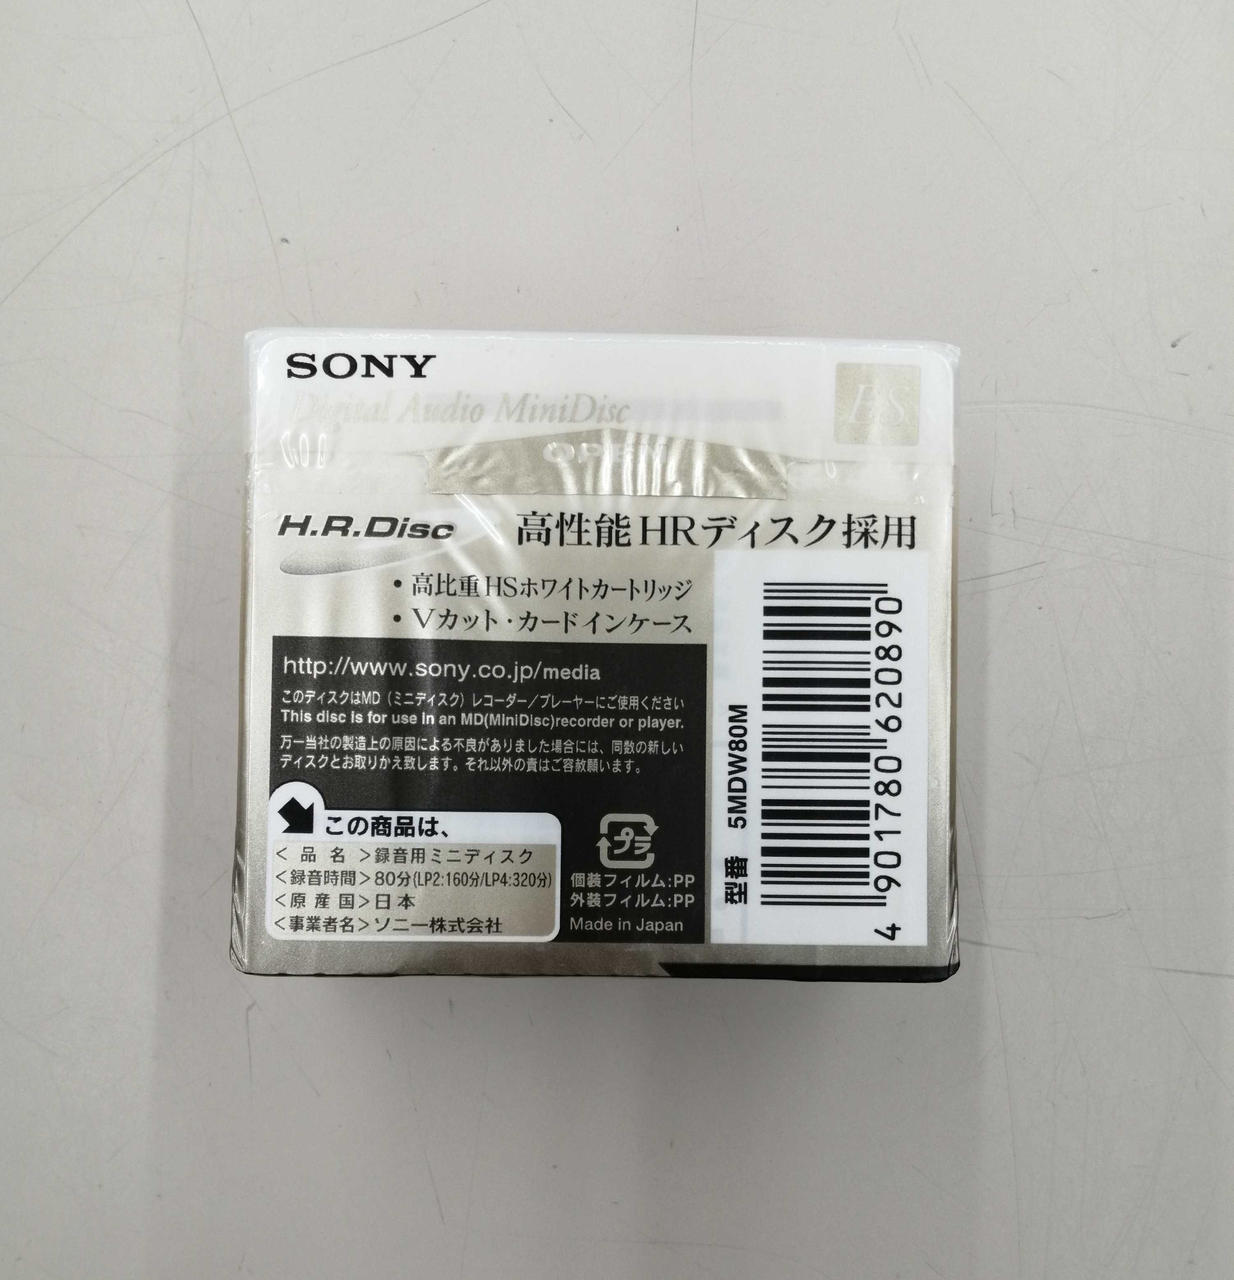 SONY
Digital Audio MiniDisc
ES
OPEN
H.R.Disc
高性能HRディスク採用
・高比重HSホワイトカートリッジ
・Vカット・カードインケース
http://www.sony.co.jp/media
このディスクはMD（ミニディスク）レコーダー／プレーヤーにご使用ください
This disc is for use in an MD(MiniDisc)recorder or player.
万一当社の製造上の原因による不良がありました場合には、同数の新しい
ディスクとお取りかえ致します。それ以外の責はご容赦願います。
この商品は、
＜品名＞録音用ミニディスク
＜録音時間＞80分(LP2:160分/LP4:320分)
＜原産国＞日本
＜事業者名＞ソニー株式会社
プラ
個装フィルム:PP
外装フィルム:PP
Made in Japan
型番 5MDW80M
4 901780 620890